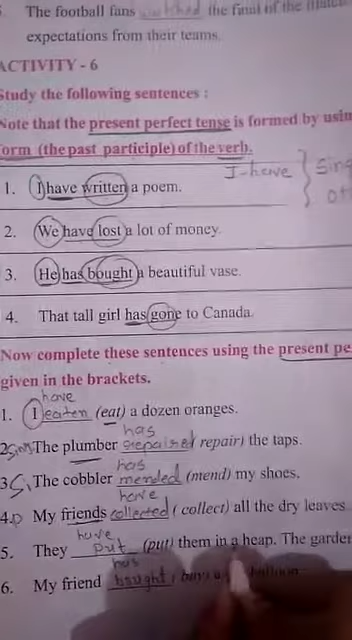 The football fans watched the final of the match
expectations from their teams.
ACTIVITY - 6
Study the following sentences :
Note that the present perfect tense is formed by usin
form (the past participle) of the verb.
I-have
Sing
1. I have written a poem.
2. We have lost a lot of money.
3. He has bought a beautiful vase.
4. That tall girl has gone to Canada.
Now complete these sentences using the present pe
given in the brackets.
have
1. I eaten (eat) a dozen oranges.
has
2. Sing The plumber repaired repair) the taps.
has
3. S, The cobbler mended (mend) my shoes.
have
4. P My friends collected ( collect) all the dry leaves
have
5. They put (put) them in a heap. The garde
has
6. My friend bought